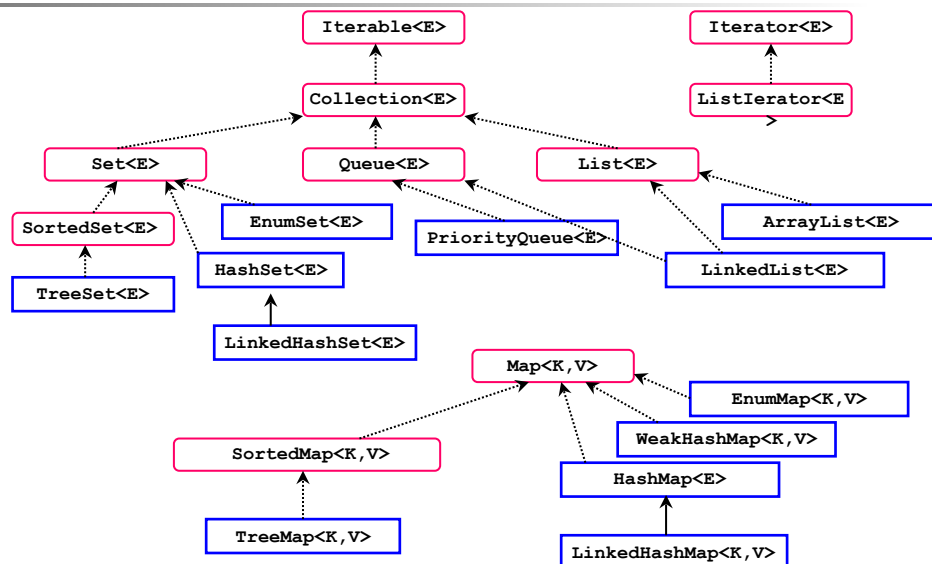 Iterable<E>
Iterator<E>
Collection<E>
ListIerator<E
>
Set<E>
Queue<E>
List<E>
SortedSet<E>
EnumSet<E>
PriorityQueue<E>
ArrayList<E>
TreeSet<E>
HashSet<E>
LinkedList<E>
LinkedHashSet<E>
Map<K,V>
EnumMap<K,V>
WeakHashMap<K,V>
SortedMap<K,V>
HashMap<E>
TreeMap<K,V>
LinkedHashMap<K,V>